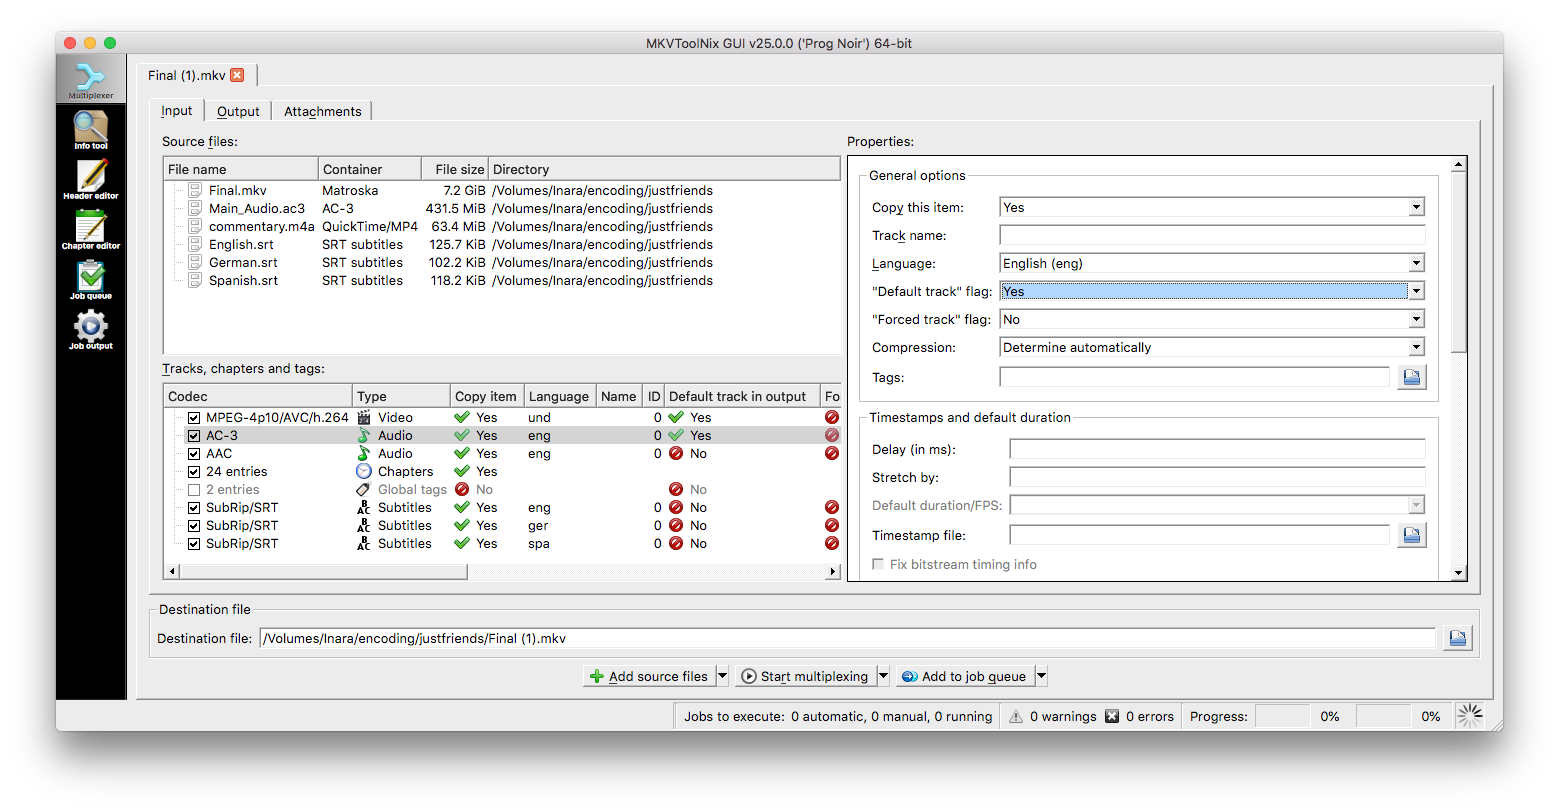 MKVToolNix GUI v25.0.0 ('Prog Noir') 64-bit
Multiplexer
Info tool
Header editor
Chapter editor
Job queue
Job output
Final (1).mkv
Input Output Attachments
Source files:
File name Container File size Directory
Final.mkv Matroska 7.2 GiB /Volumes/Inara/encoding/justfriends
Main_Audio.ac3 AC-3 431.5 MiB /Volumes/Inara/encoding/justfriends
commentary.m4a QuickTime/MP4 63.4 MiB /Volumes/Inara/encoding/justfriends
English.srt SRT subtitles 125.7 KiB /Volumes/Inara/encoding/justfriends
German.srt SRT subtitles 102.2 KiB /Volumes/Inara/encoding/justfriends
Spanish.srt SRT subtitles 118.2 KiB /Volumes/Inara/encoding/justfriends
Tracks, chapters and tags:
Codec Type Copy item Language Name ID Default track in output Fo
MPEG-4p10/AVC/h.264 Video Yes und 0 Yes
AC-3 Audio Yes eng 0 Yes
AAC Audio Yes eng 0 No
24 entries Chapters Yes
2 entries Global tags No No
SubRip/SRT Subtitles Yes eng 0 No
SubRip/SRT Subtitles Yes ger 0 No
SubRip/SRT Subtitles Yes spa 0 No
Properties:
General options
Copy this item: Yes
Track name:
Language: English (eng)
"Default track" flag: Yes
"Forced track" flag: No
Compression: Determine automatically
Tags:
Timestamps and default duration
Delay (in ms):
Stretch by:
Default duration/FPS:
Timestamp file:
Fix bitstream timing info
Destination file
Destination file: /Volumes/Inara/encoding/justfriends/Final (1).mkv
Add source files Start multiplexing Add to job queue
Jobs to execute: 0 automatic, 0 manual, 0 running 0 warnings 0 errors Progress: 0% 0%